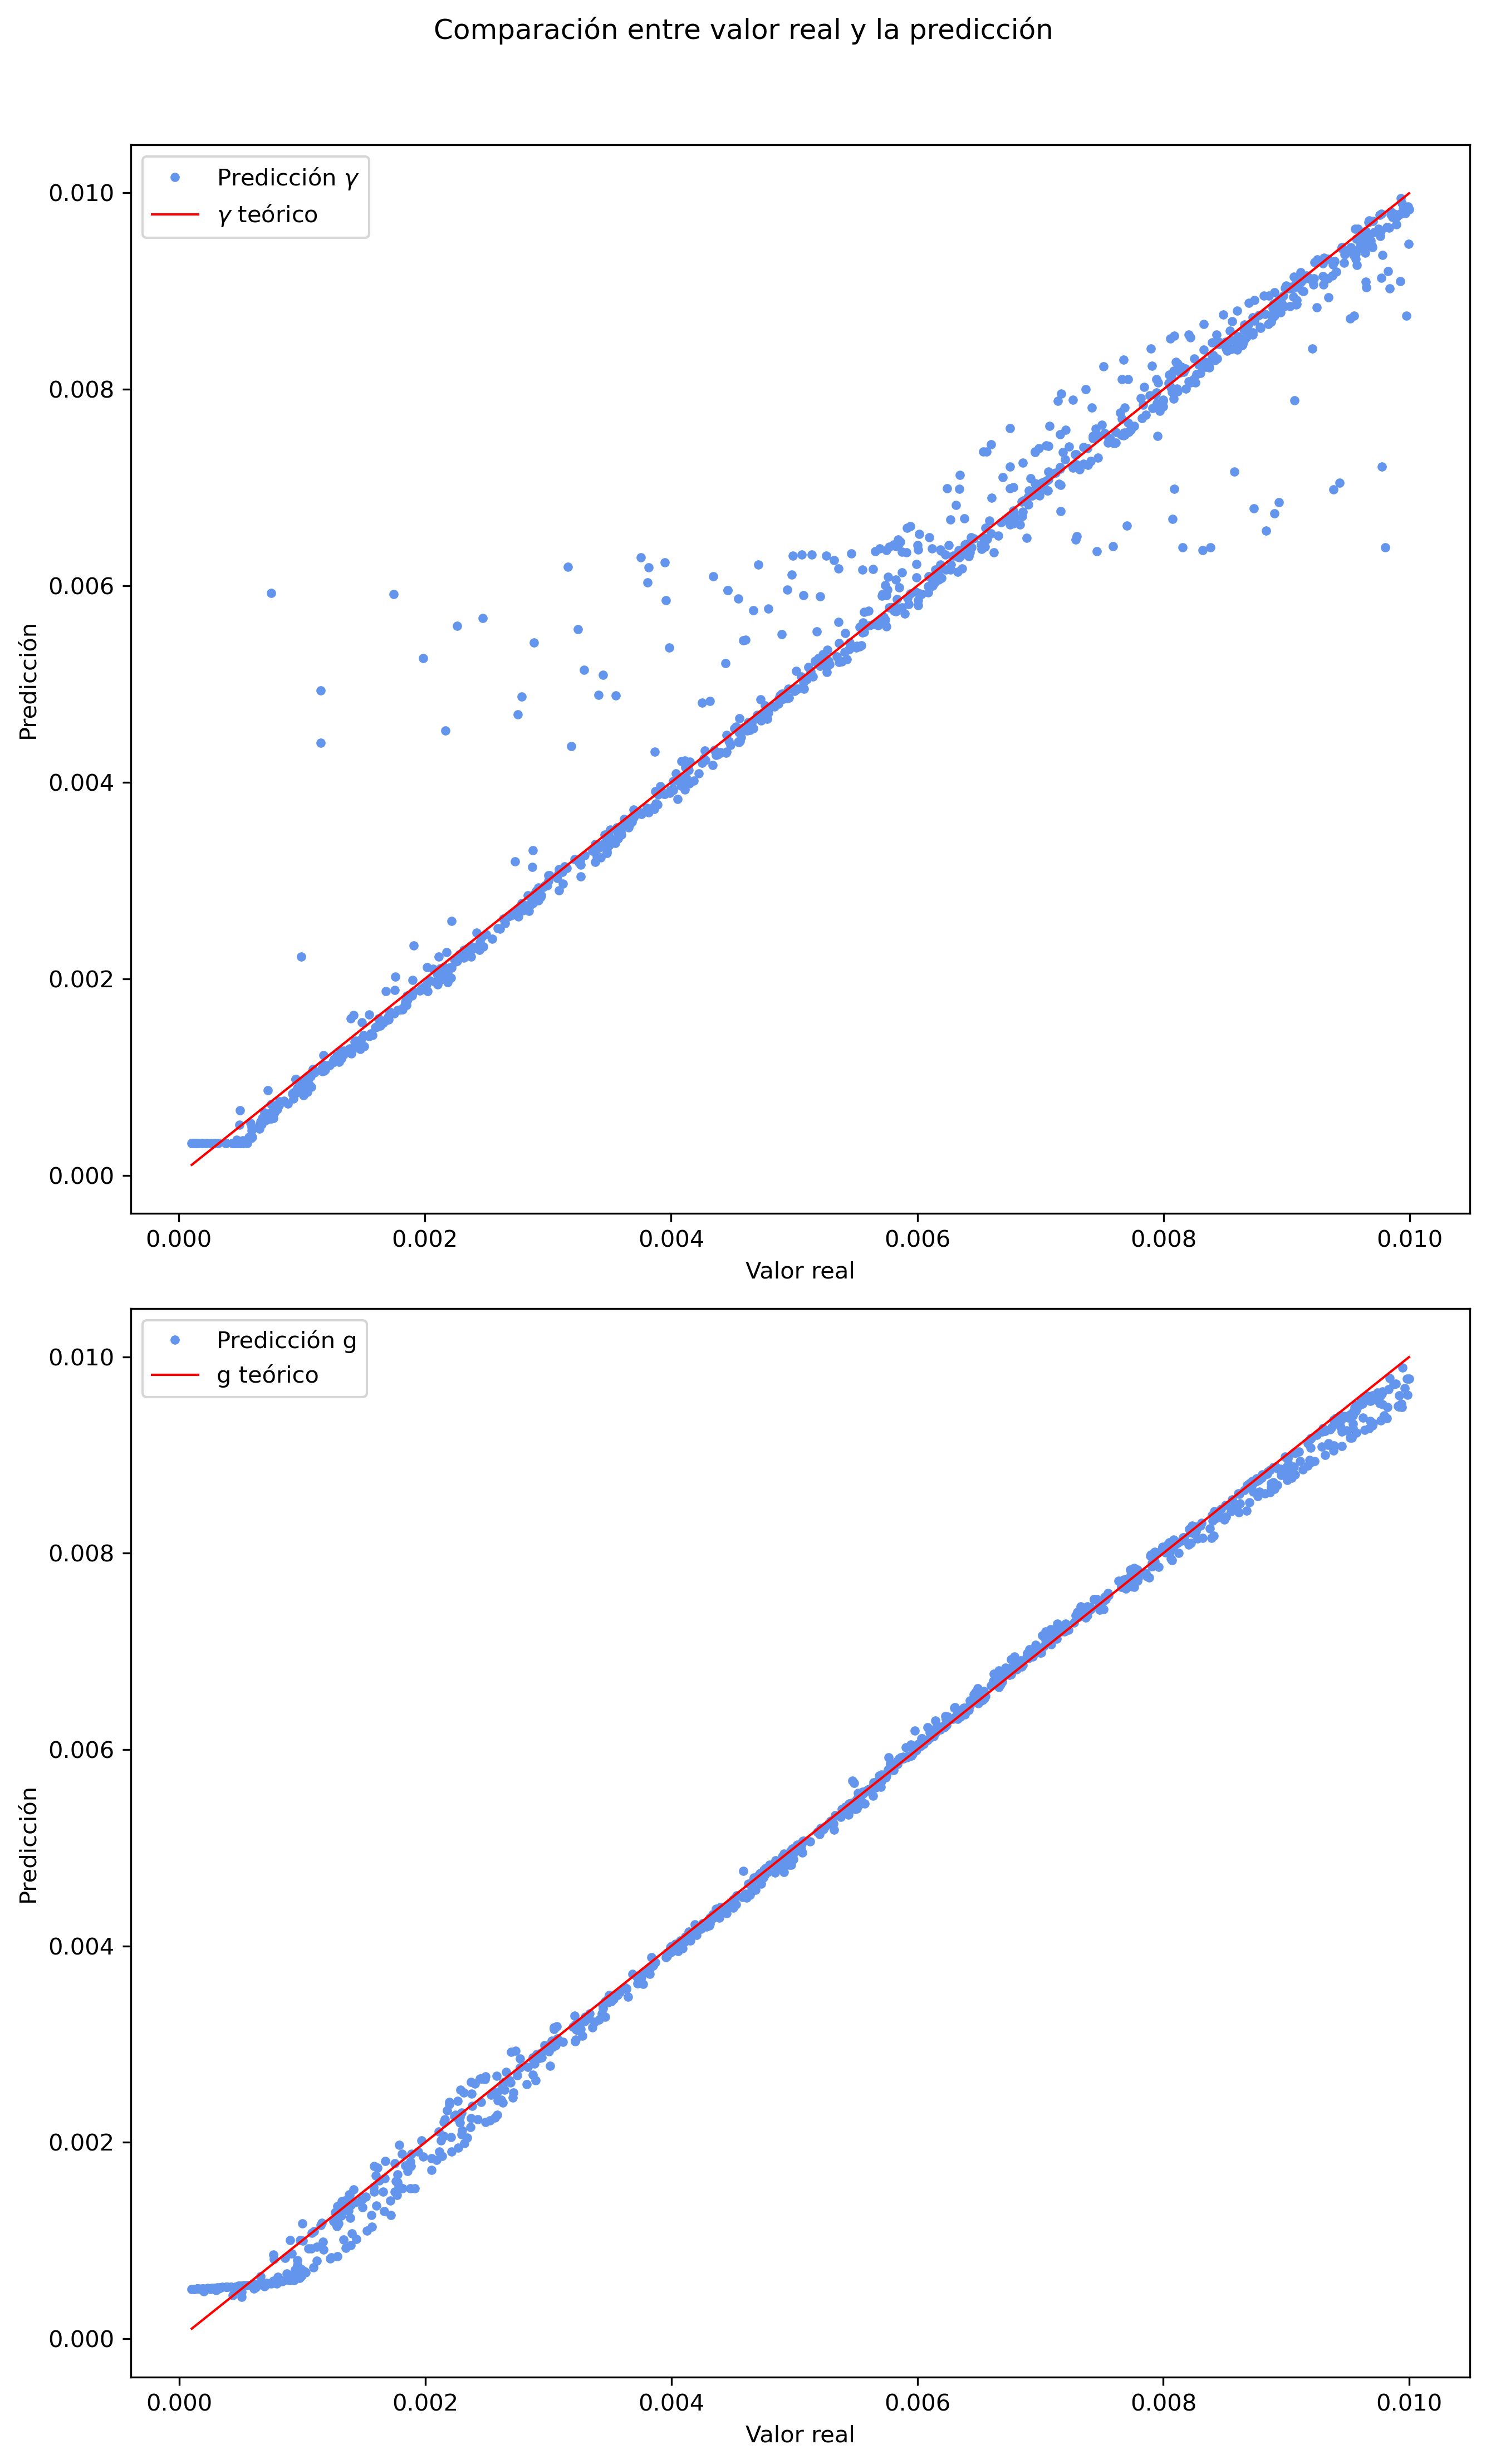 Comparación entre valor real y la predicción
Predicción γ
γ teórico
0.010
0.008
0.006
0.004
0.002
0.000
Predicción
0.000 0.002 0.004 0.006 0.008 0.010
Valor real
Predicción g
g teórico
0.010
0.008
0.006
0.004
0.002
0.000
Predicción
0.000 0.002 0.004 0.006 0.008 0.010
Valor real